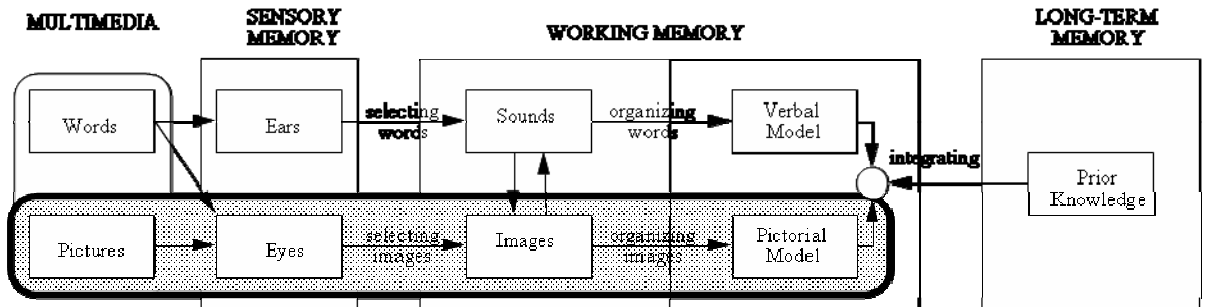 MULTIMEDIA
SENSORY
MEMORY
WORKING MEMORY
LONG-TERM
MEMORY
Words
Ears
selecting
words
Sounds
organizing
words
Verbal
Model
integrating
Prior
Knowledge
Pictures
Eyes
selecting
images
Images
organizing
images
Pictorial
Model